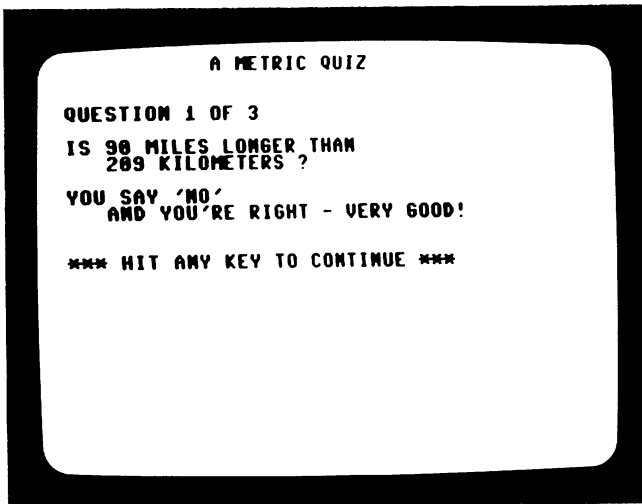 A METRIC QUIZ
QUESTION 1 OF 3
IS 90 MILES LONGER THAN
209 KILOMETERS ?
YOU SAY 'NO'
AND YOU'RE RIGHT - VERY GOOD!
*** HIT ANY KEY TO CONTINUE ***